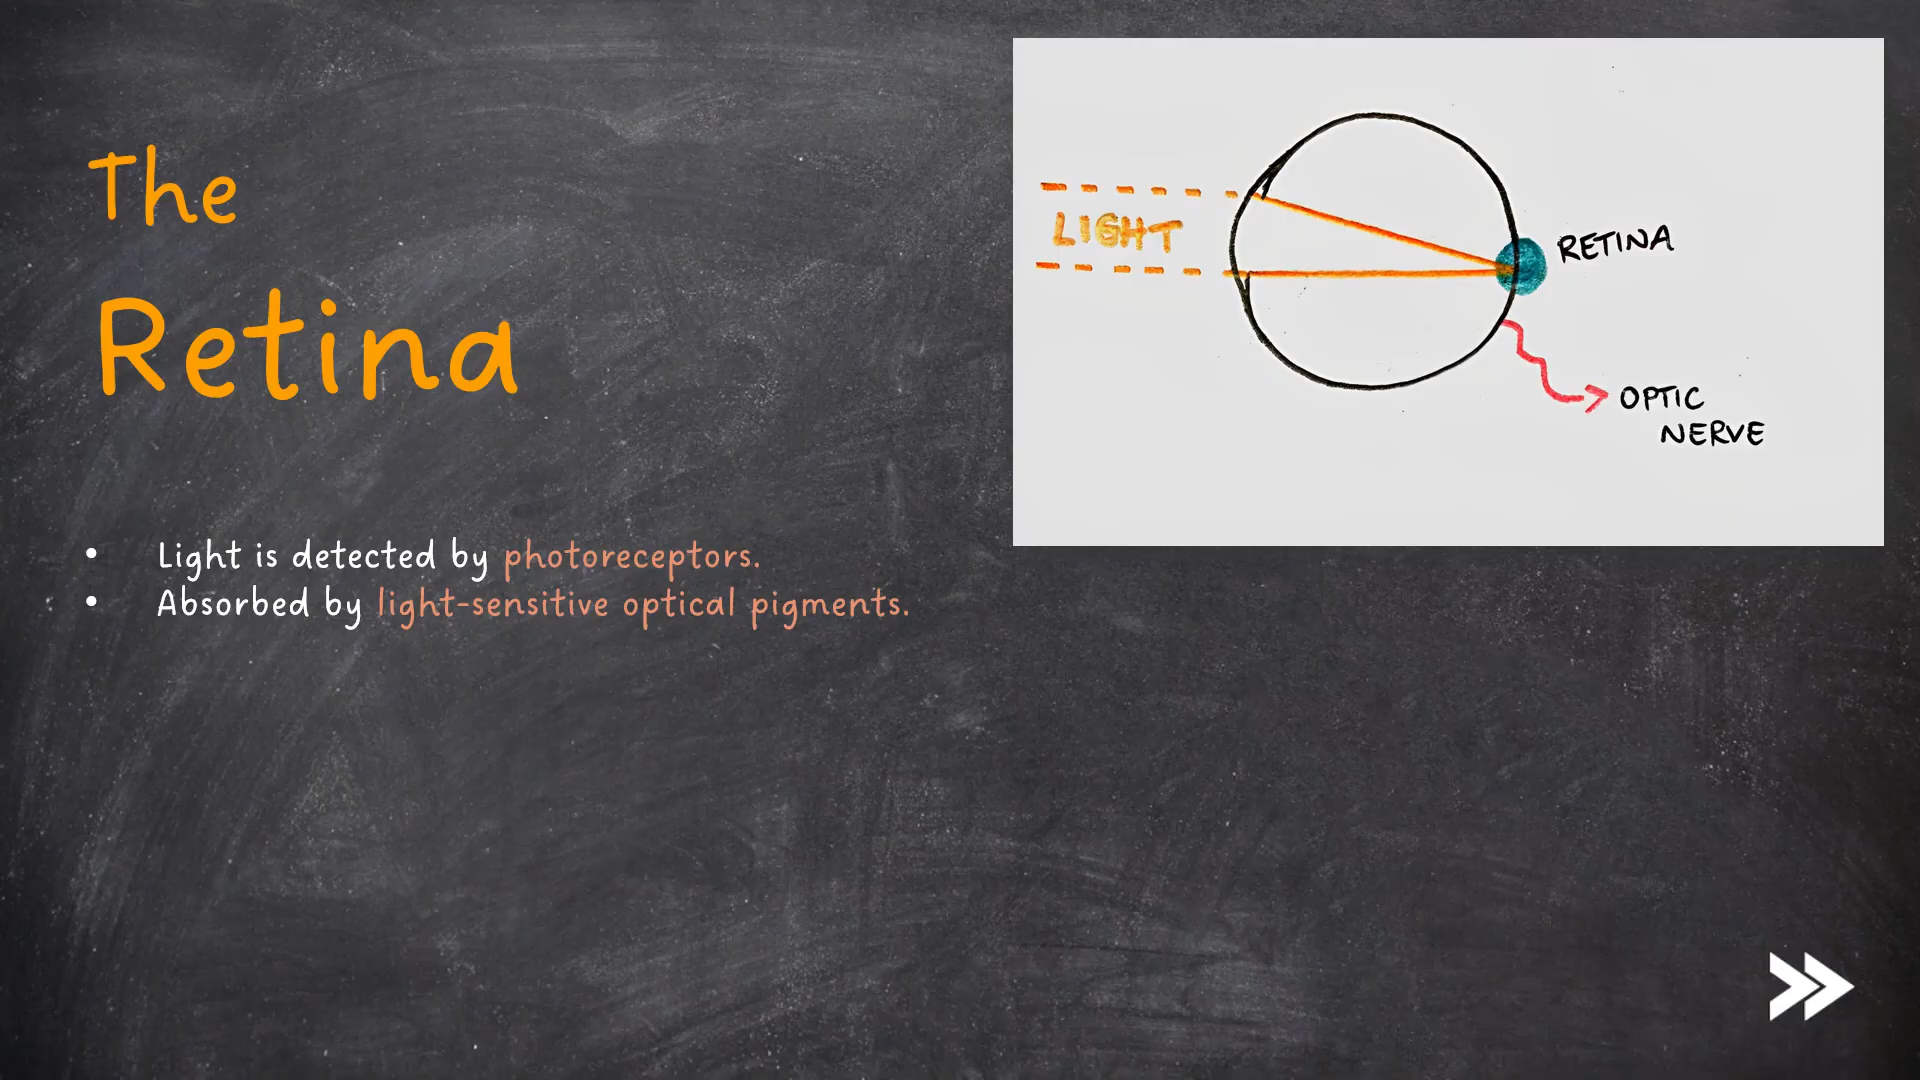 The
Retina
• Light is detected by photoreceptors.
• Absorbed by light-sensitive optical pigments.
LIGHT
RETINA
OPTIC
NERVE